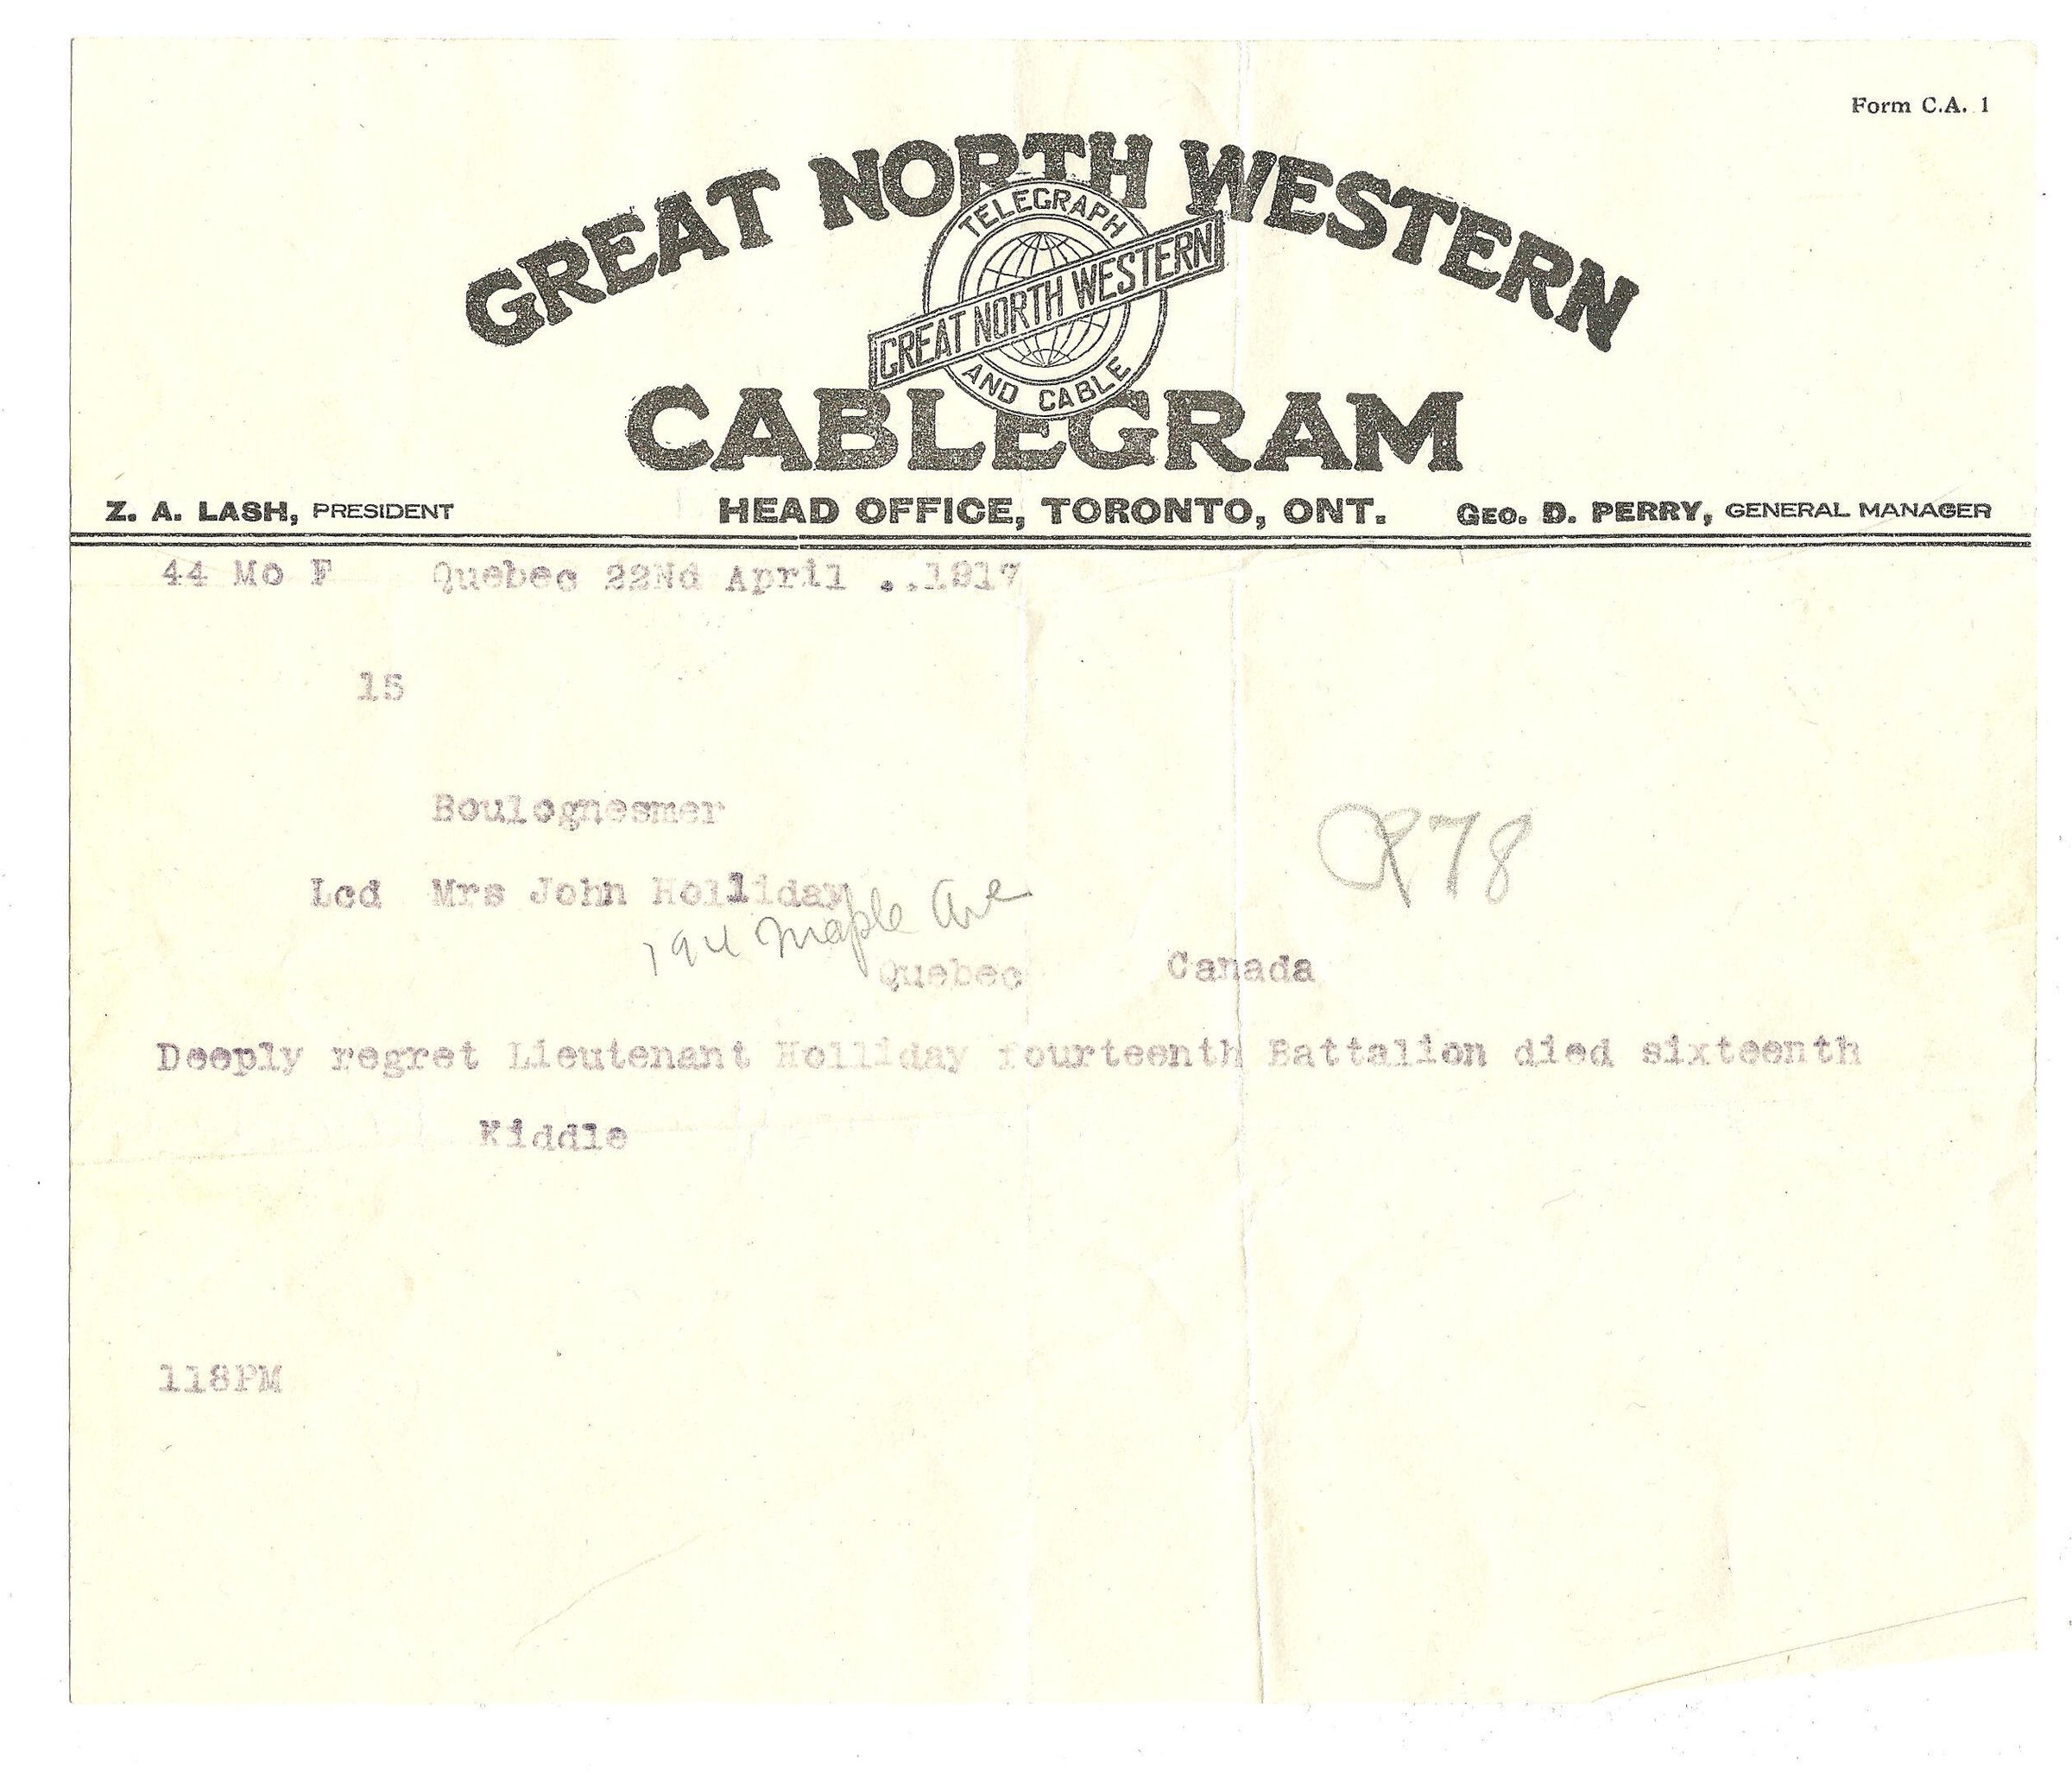 Form C.A. 1
GREAT NORTH WESTERN
TELEGRAPH
GREAT NORTH WESTERN
AND CABLE
CABLEGRAM
Z. A. LASH, PRESIDENT HEAD OFFICE, TORONTO, ONT. GEO. D. PERRY, GENERAL MANAGER
44 Mo F Quebec 22Nd April ..1917
15
Boulognesmer
878
Lcd Mrs John Holliday
194 Maple Ave
Quebec Canada
Deeply regret Lieutenant Holliday fourteenth Battalion died sixteenth
Kiddle
118PM